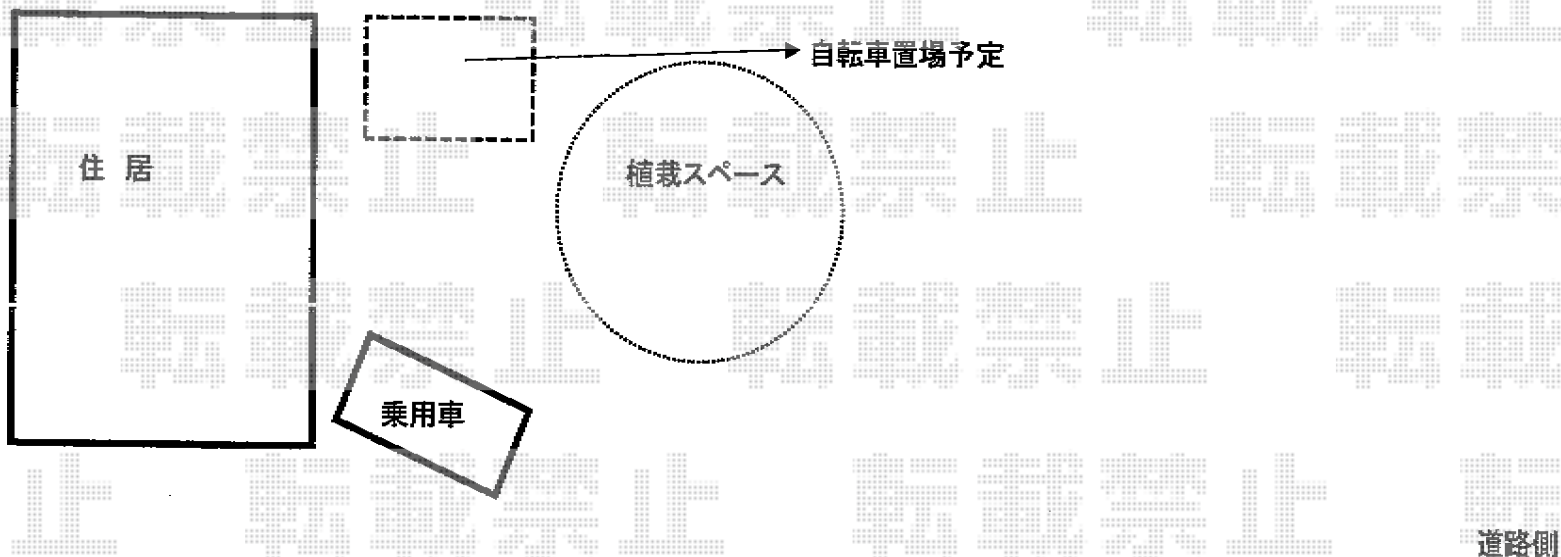 自転車置場予定
住 居
植栽スペース
乗用車
道路側
転載禁止